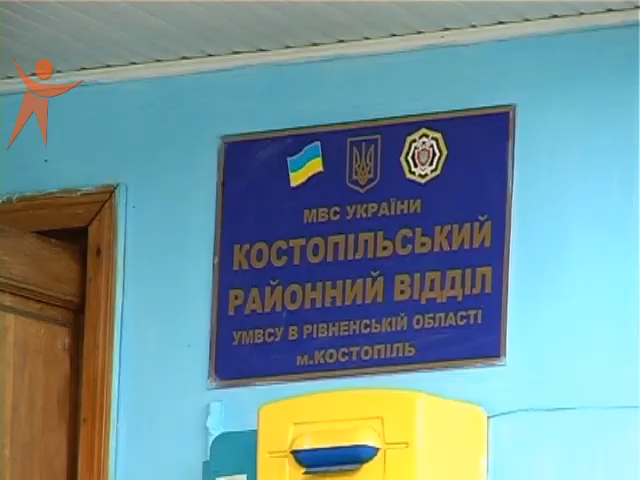 МВС УКРАЇНИ
КОСТОПІЛЬСЬКИЙ
РАЙОННИЙ ВІДДІЛ
УМВСУ В РІВНЕНСЬКІЙ ОБЛАСТІ
м.КОСТОПІЛЬ